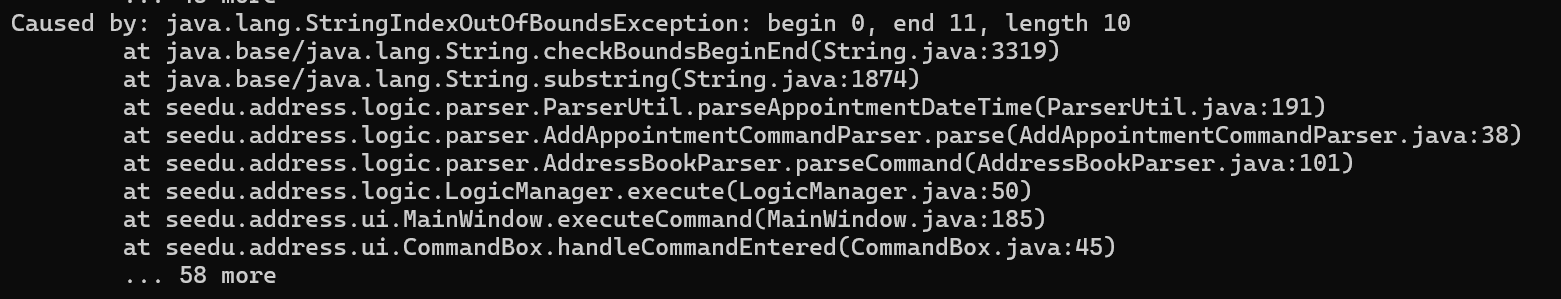 ... 48 more
Caused by: java.lang.StringIndexOutOfBoundsException: begin 0, end 11, length 10
at java.base/java.lang.String.checkBoundsBeginEnd(String.java:3319)
at java.base/java.lang.String.substring(String.java:1874)
at seedu.address.logic.parser.ParserUtil.parseAppointmentDateTime(ParserUtil.java:191)
at seedu.address.logic.parser.AddAppointmentCommandParser.parse(AddAppointmentCommandParser.java:38)
at seedu.address.logic.parser.AddressBookParser.parseCommand(AddressBookParser.java:101)
at seedu.address.logic.LogicManager.execute(LogicManager.java:50)
at seedu.address.ui.MainWindow.executeCommand(MainWindow.java:185)
at seedu.address.ui.CommandBox.handleCommandEntered(CommandBox.java:45)
... 58 more